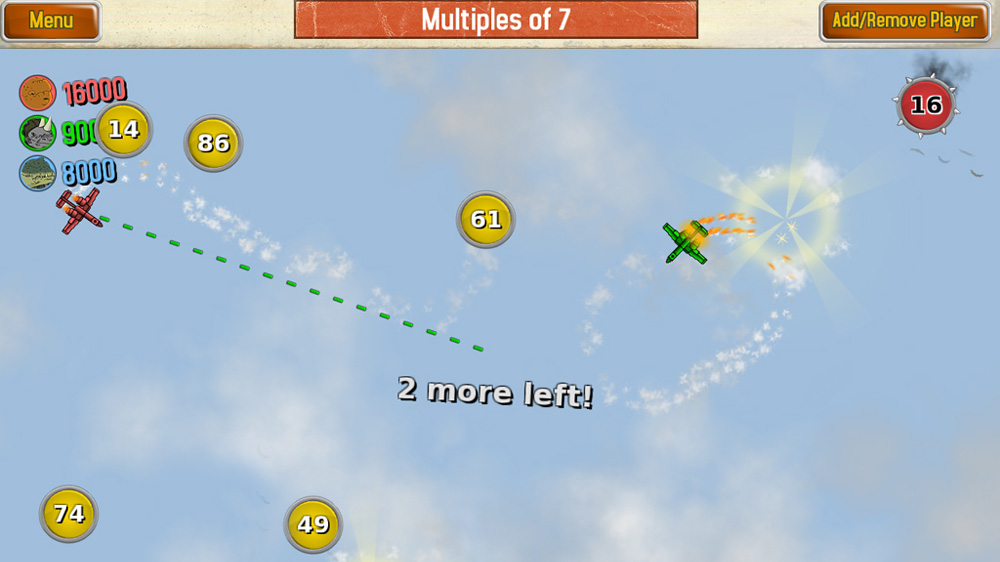 Menu
Multiples of 7
Add/Remove Player
16000
14
86
8000
16
61
2 more left!
74
49